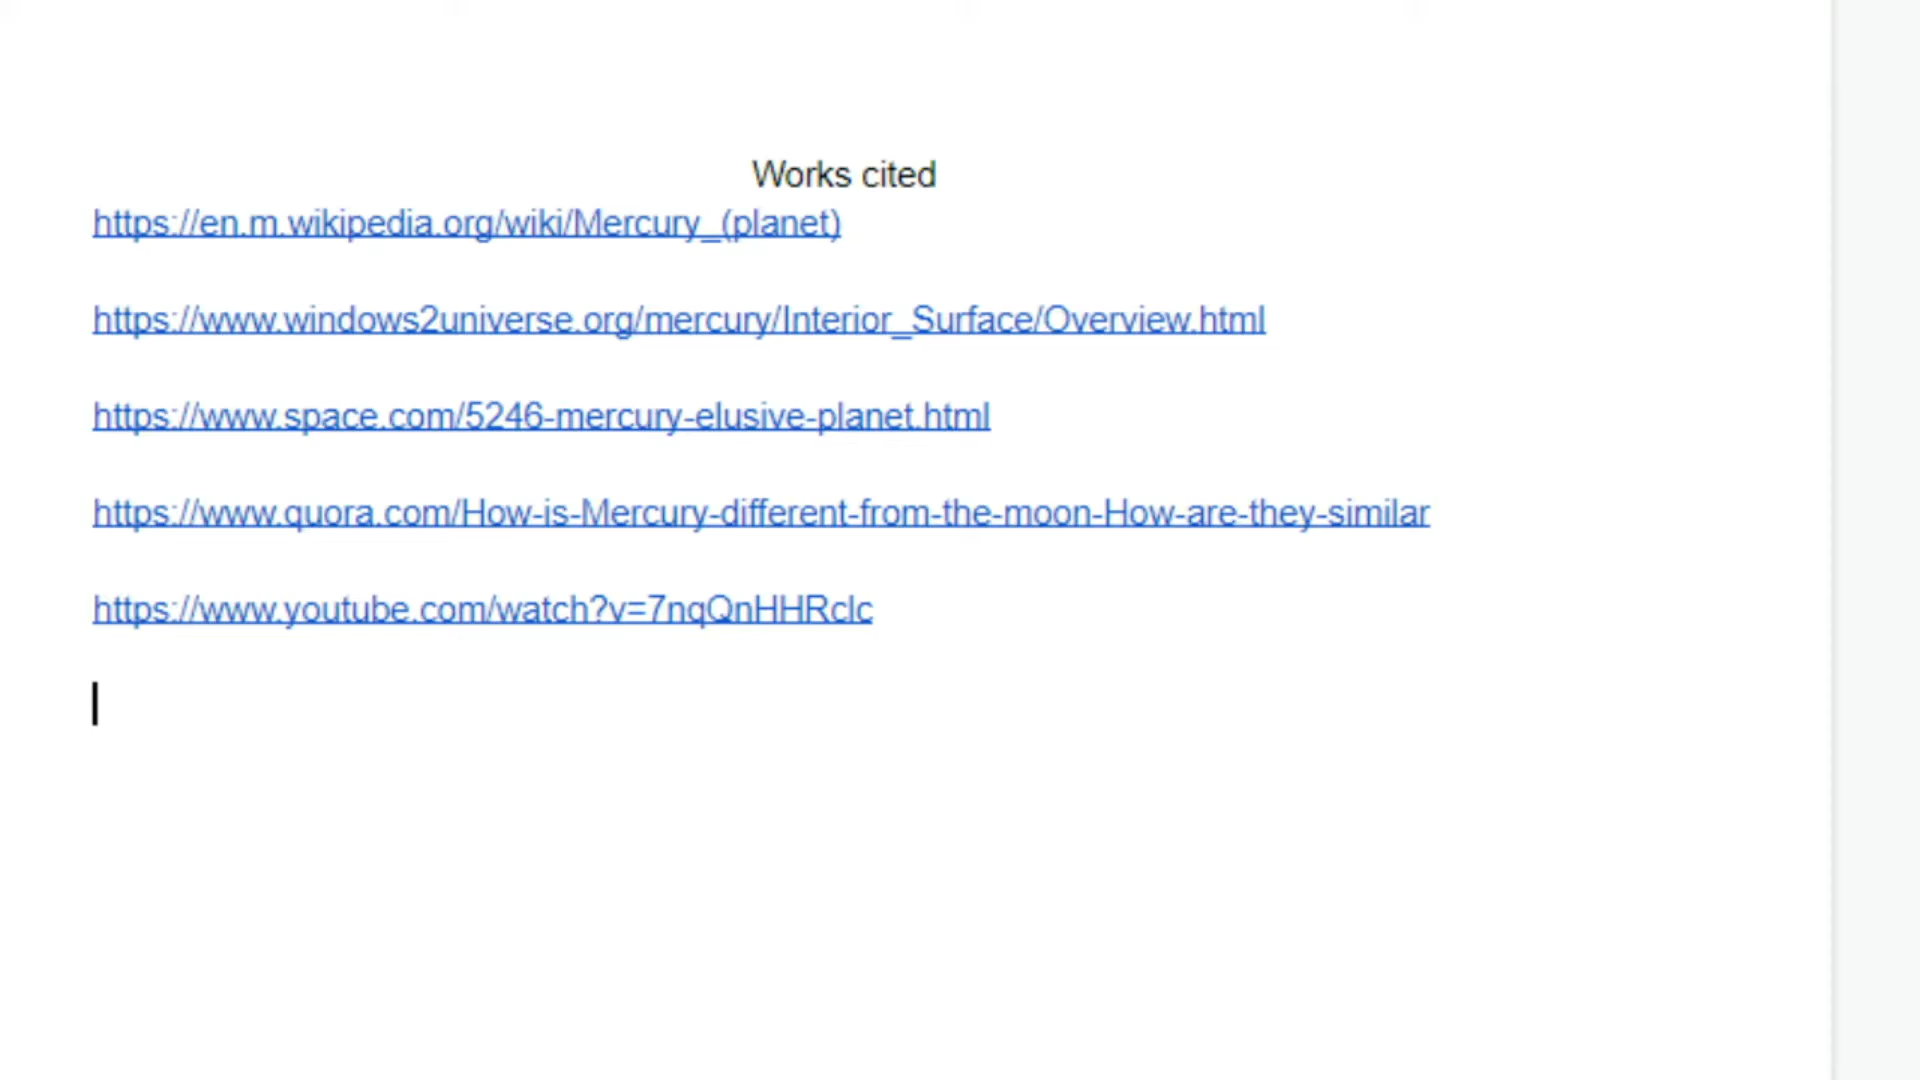 Works cited
https://en.m.wikipedia.org/wiki/Mercury_(planet)
https://www.windows2universe.org/mercury/Interior_Surface/Overview.html
https://www.space.com/5246-mercury-elusive-planet.html
https://www.quora.com/How-is-Mercury-different-from-the-moon-How-are-they-similar
https://www.youtube.com/watch?v=7nqQnHHRclc